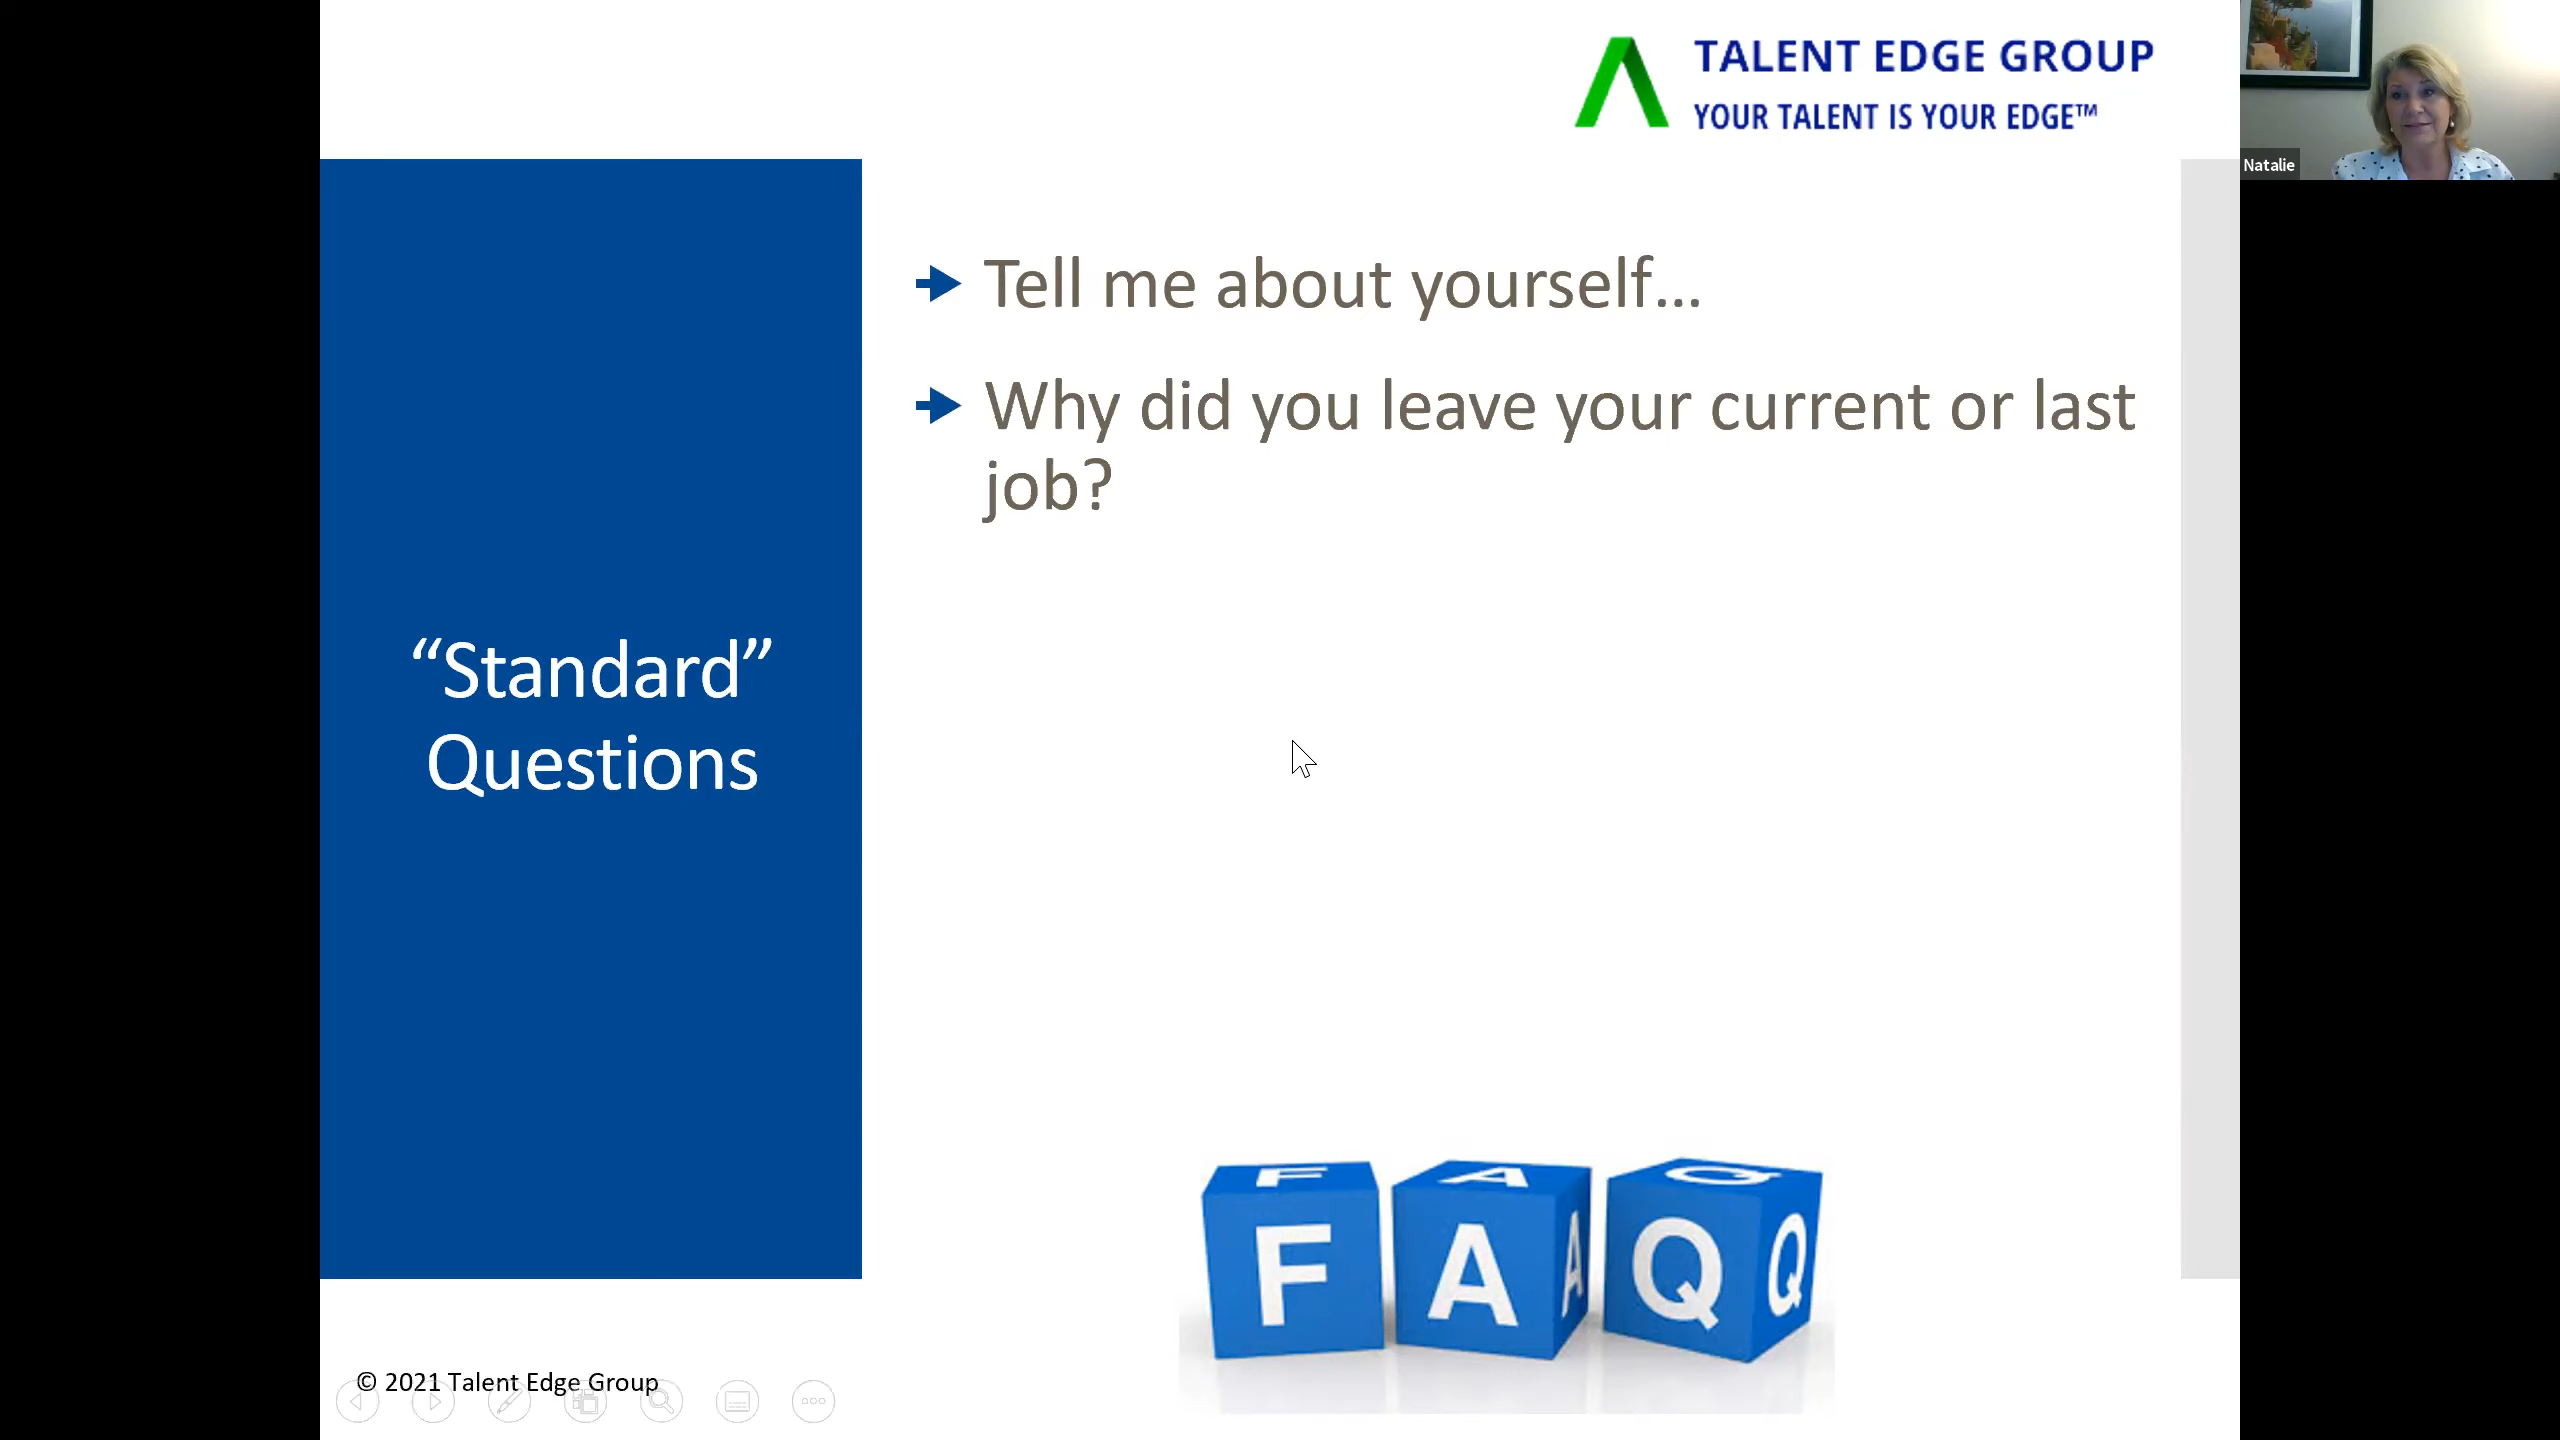 TALENT EDGE GROUP
YOUR TALENT IS YOUR EDGE™
Natalie
Tell me about yourself...
Why did you leave your current or last
job?
“Standard”
Questions
F A Q
F A A Q Q
© 2021 Talent Edge Group